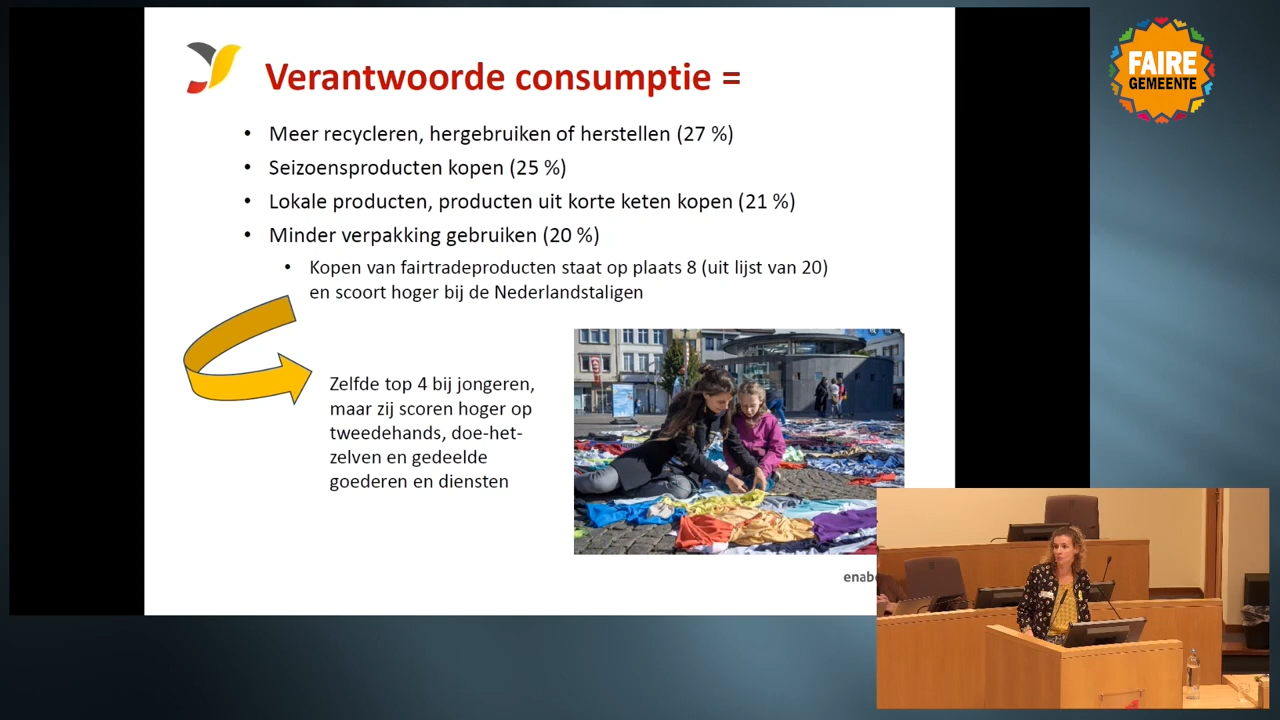 Verantwoorde consumptie =
FAIRE
GEMEENTE
• Meer recycleren, hergebruiken of herstellen (27 %)
• Seizoensproducten kopen (25 %)
• Lokale producten, producten uit korte keten kopen (21 %)
• Minder verpakking gebruiken (20 %)
• Kopen van fairtradeproducten staat op plaats 8 (uit lijst van 20)
en scoort hoger bij de Nederlandstaligen
Zelfde top 4 bij jongeren,
maar zij scoren hoger op
tweedehands, doe-het-
zelven en gedeelde
goederen en diensten